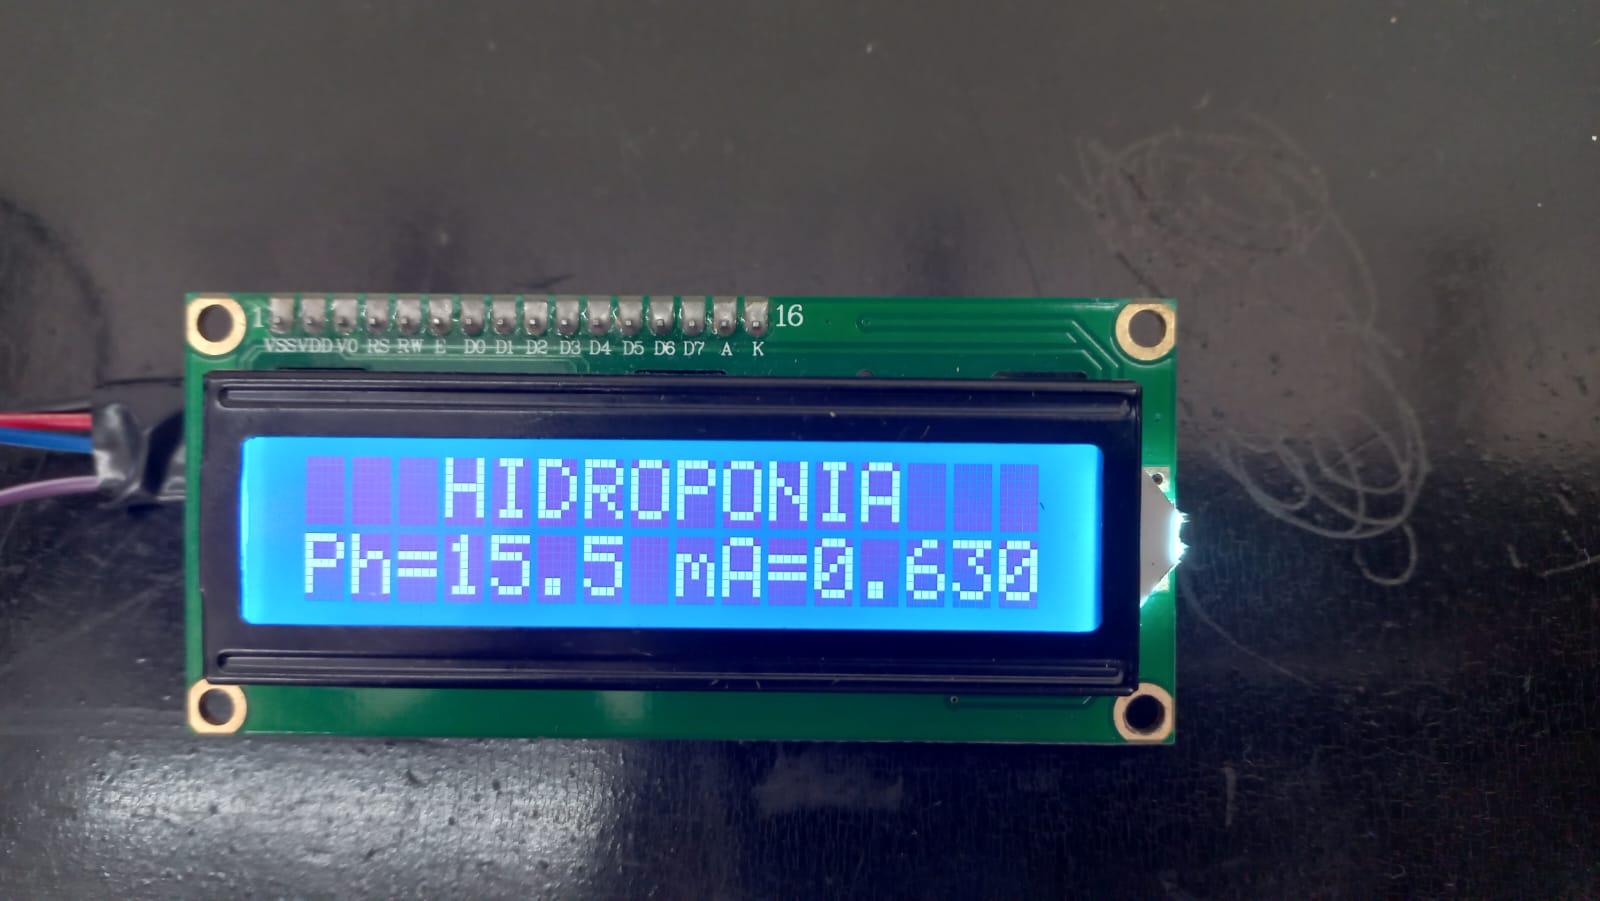 1 16
VSS VDD V0 RS RW E D0 D1 D2 D3 D4 D5 D6 D7 A K
HIDROPONIA
Ph=15.5 mA=0.630